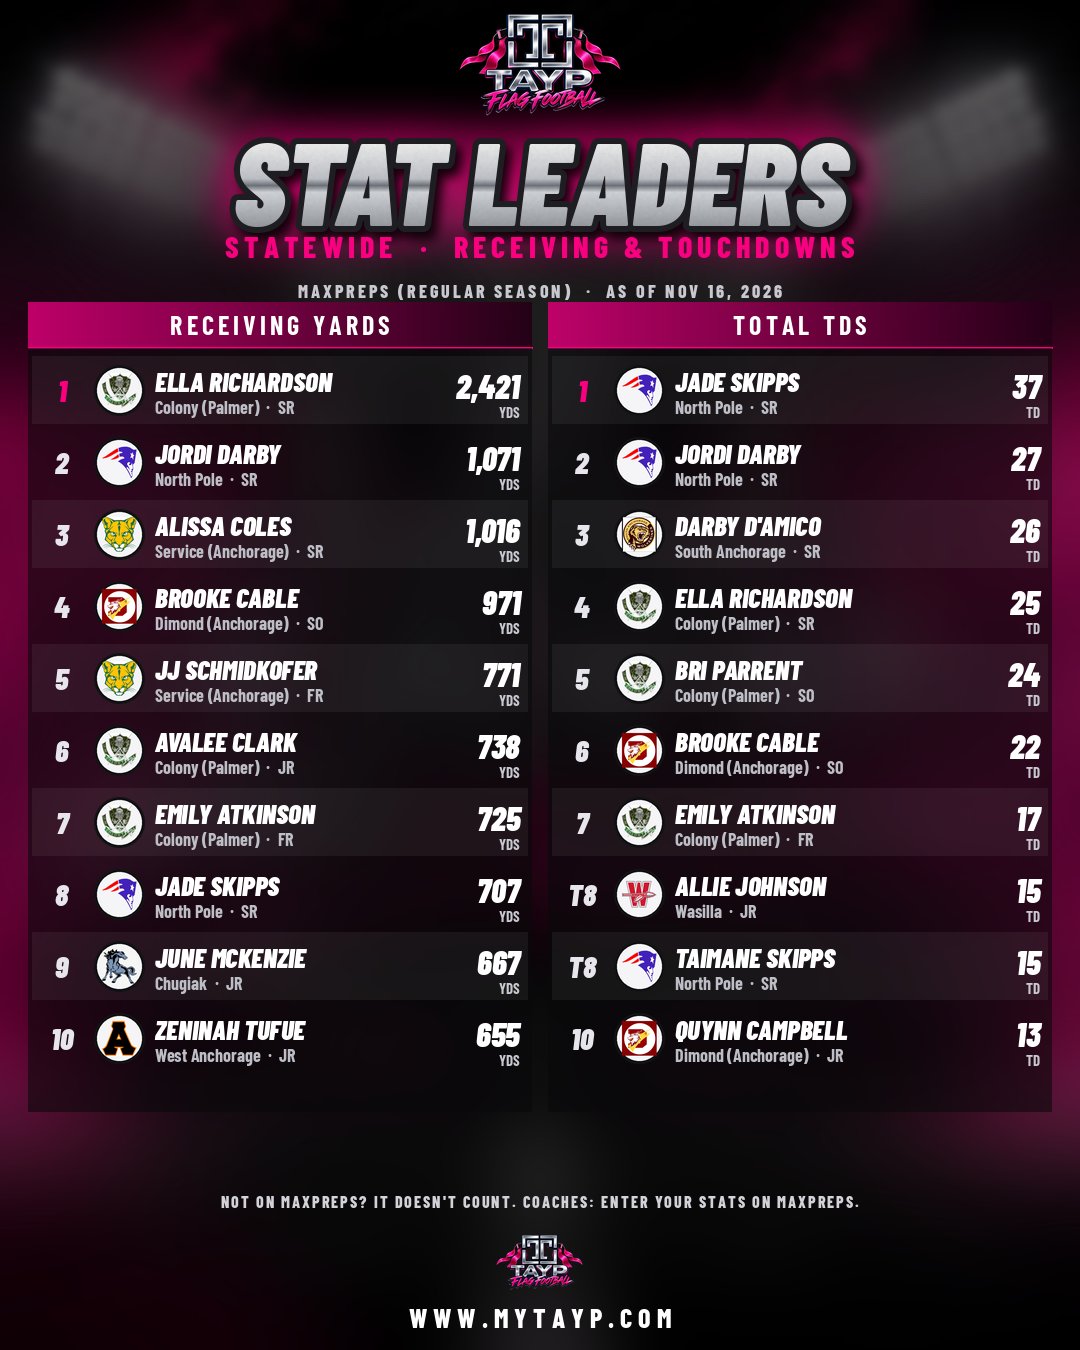 TAYP
FLAG FOOTBALL
STAT LEADERS
STATEWIDE · RECEIVING & TOUCHDOWNS
MAXPREPS (REGULAR SEASON) · AS OF NOV 16, 2026
RECEIVING YARDS
1 ELLA RICHARDSON 2,421
Colony (Palmer) · SR YDS
2 JORDI DARBY 1,071
North Pole · SR YDS
3 ALISSA COLES 1,016
Service (Anchorage) · SR YDS
4 BROOKE CABLE 971
Dimond (Anchorage) · SO YDS
5 JJ SCHMIDKOFER 771
Service (Anchorage) · FR YDS
6 AVALEE CLARK 738
Colony (Palmer) · JR YDS
7 EMILY ATKINSON 725
Colony (Palmer) · FR YDS
8 JADE SKIPPS 707
North Pole · SR YDS
9 JUNE MCKENZIE 667
Chugiak · JR YDS
10 ZENINAH TUFUE 655
West Anchorage · JR YDS
TOTAL TDS
1 JADE SKIPPS 37
North Pole · SR TD
2 JORDI DARBY 27
North Pole · SR TD
3 DARBY D'AMICO 26
South Anchorage · SR TD
4 ELLA RICHARDSON 25
Colony (Palmer) · SR TD
5 BRI PARRENT 24
Colony (Palmer) · SO TD
6 BROOKE CABLE 22
Dimond (Anchorage) · SO TD
7 EMILY ATKINSON 17
Colony (Palmer) · FR TD
T8 ALLIE JOHNSON 15
Wasilla · JR TD
T8 TAIMANE SKIPPS 15
North Pole · SR TD
10 QUYNN CAMPBELL 13
Dimond (Anchorage) · JR TD
NOT ON MAXPREPS? IT DOESN'T COUNT. COACHES: ENTER YOUR STATS ON MAXPREPS.
TAYP
FLAG FOOTBALL
WWW.MYTAYP.COM